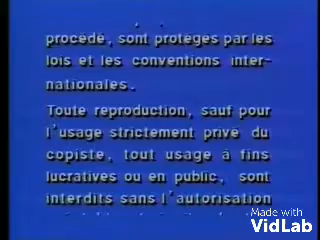 procédé, sont protégés par les
lois et les conventions inter-
nationales.
Toute reproduction, sauf pour
l'usage strictement privé du
copiste, tout usage à fins
lucratives ou en public, sont
interdits sans l'autorisation
Made with
VidLab